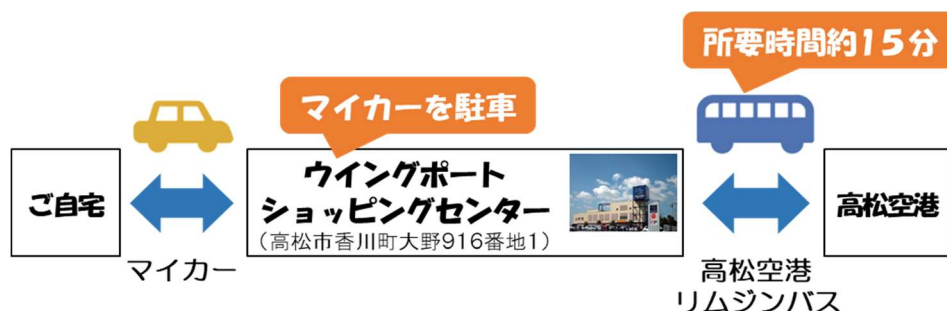 所要時間約15分
マイカーを駐車
ご自宅
ウイングポート
ショッピングセンター
(高松市香川町大野916番地1)
高松空港
マイカー
高松空港
リムジンバス